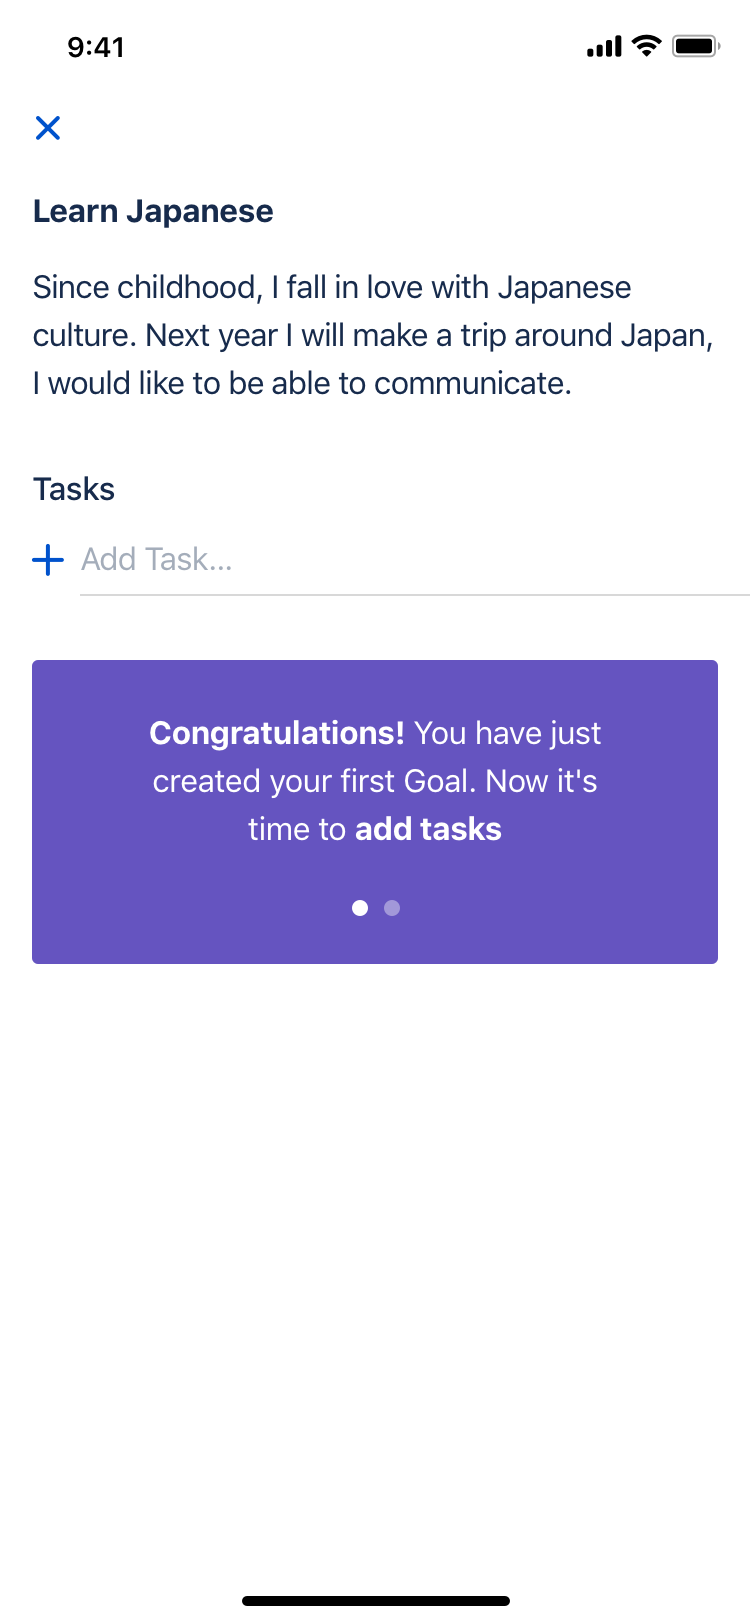 9:41
Learn Japanese
Since childhood, I fall in love with Japanese
culture. Next year I will make a trip around Japan,
I would like to be able to communicate.
Tasks
Add Task...
Congratulations! You have just
created your first Goal. Now it's
time to add tasks